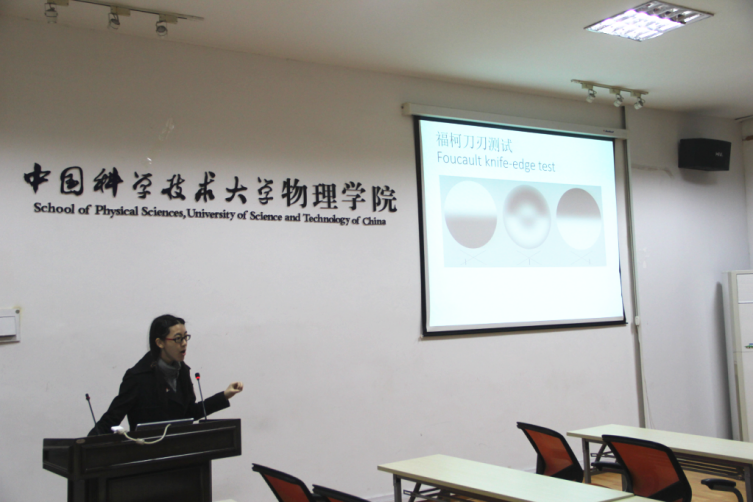 中国科学技术大学物理学院
School of Physical Sciences,University of Science and Technology of China
福柯刀刃测试
Foucault knife-edge test